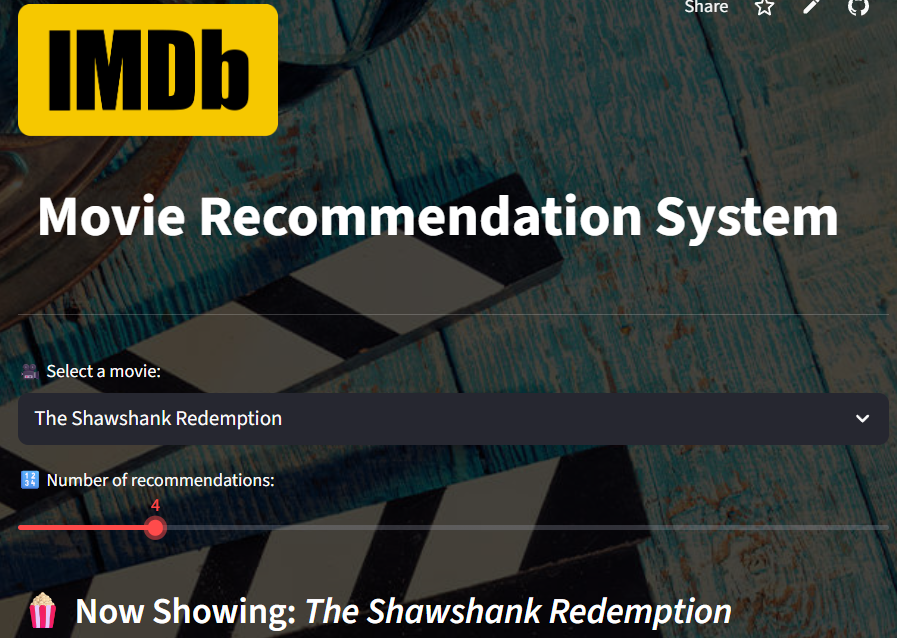 Share
IMDb
Movie Recommendation System
🎥 Select a movie:
The Shawshank Redemption
🔢 Number of recommendations:
4
🍿 Now Showing: The Shawshank Redemption